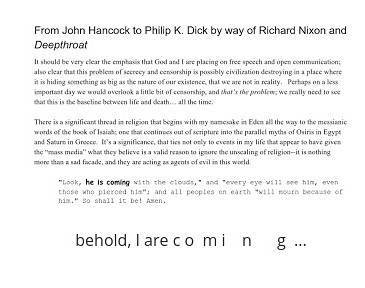 From John Hancock to Philip K. Dick by way of Richard Nixon and
Deepthroat
It should be very clear the emphasis that God and I are placing on free speech and open communication;
also clear that this problem of secrecy and censorship is possibly civilization destroying in a place where
it is hiding something as big as the nature of our existence, that we are not in reality. Perhaps on a less
important day we would overlook a little bit of censorship, and that's the problem; we really need to see
that this is the baseline between life and death... all the time.
There is a significant thread in religion that begins with my namesake in Eden all the way to the messianic
words of the book of Isaiah; one that continues out of scripture into the parallel myths of Osiris in Egypt
and Saturn in Greece. It's a significance, that ties not only to events in my life that appear to have given
the "mass media" what they believe is a valid reason to ignore the unsealing of religion--it is nothing
more than a sad facade, and they are acting as agents of evil in this world.
"Look, he is coming with the clouds," and "every eye will see him, even
those who pierced him"; and all peoples on earth "will mourn because of
him." So shall it be! Amen.
behold, I are c o m i n g ...